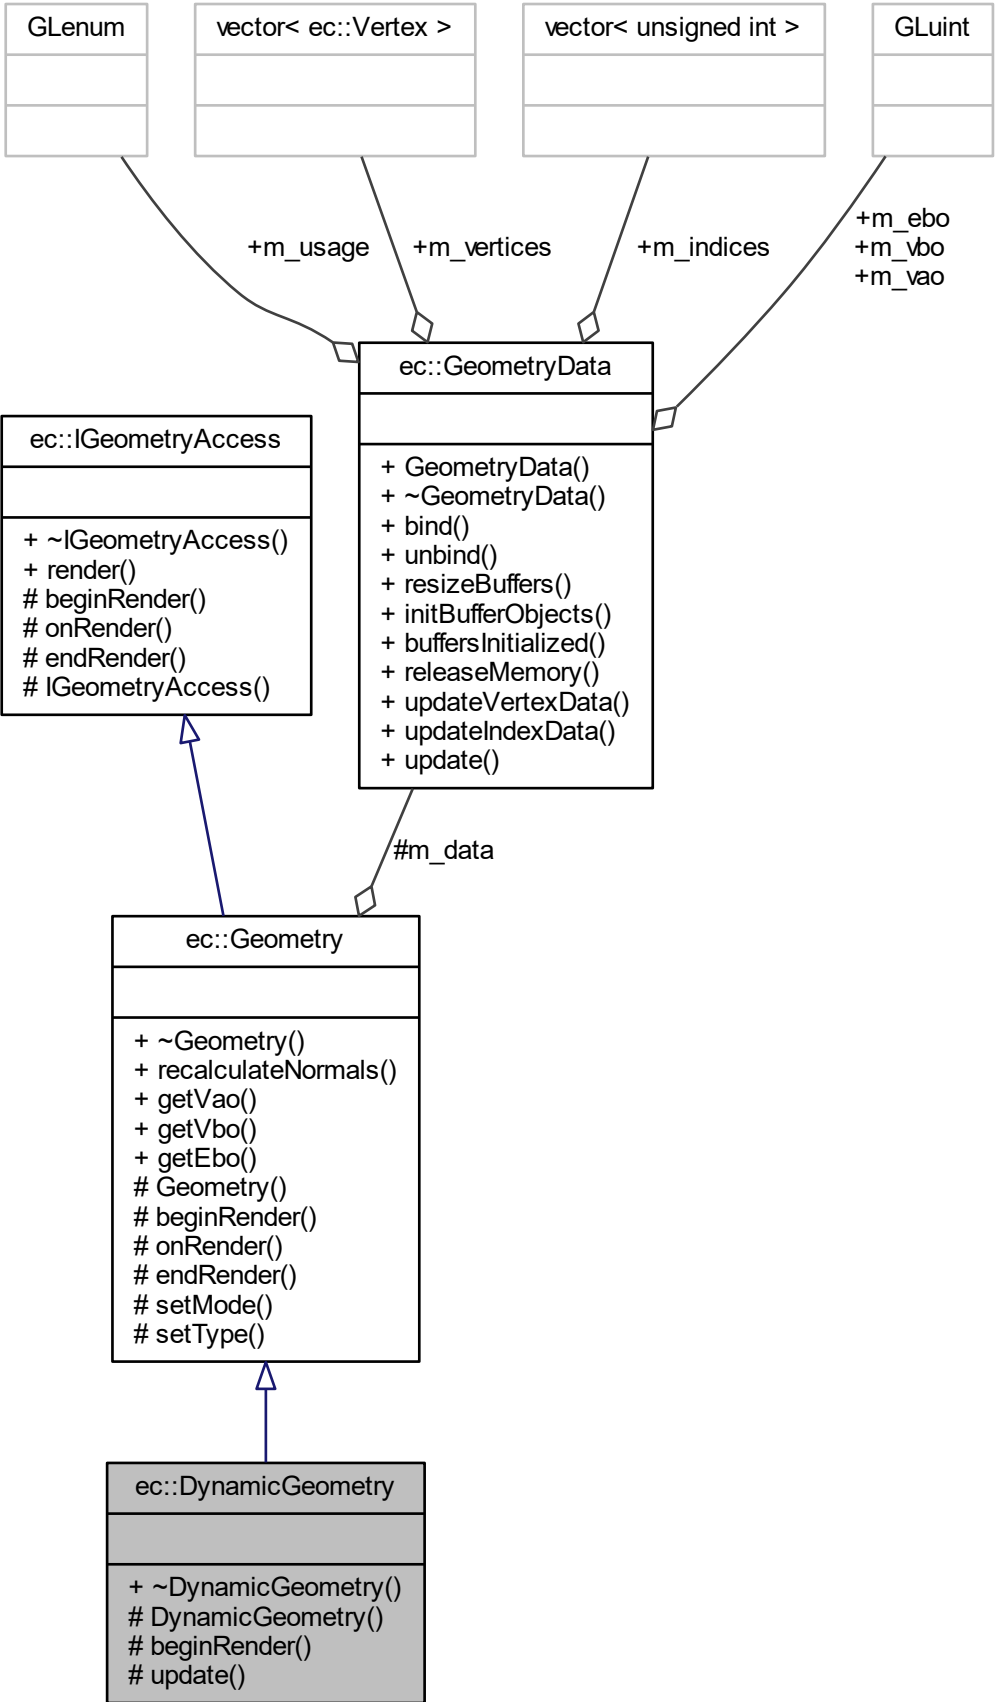 GLenum
vector< ec::Vertex >
vector< unsigned int >
GLuint
+m_usage
+m_vertices
+m_indices
+m_ebo
+m_vbo
+m_vao
ec::GeometryData
+ GeometryData()
+ ~GeometryData()
+ bind()
+ unbind()
+ resizeBuffers()
+ initBufferObjects()
+ buffersInitialized()
+ releaseMemory()
+ updateVertexData()
+ updateIndexData()
+ update()
ec::IGeometryAccess
+ ~IGeometryAccess()
+ render()
# beginRender()
# onRender()
# endRender()
# IGeometryAccess()
#m_data
ec::Geometry
+ ~Geometry()
+ recalculateNormals()
+ getVao()
+ getVbo()
+ getEbo()
# Geometry()
# beginRender()
# onRender()
# endRender()
# setMode()
# setType()
ec::DynamicGeometry
+ ~DynamicGeometry()
# DynamicGeometry()
# beginRender()
# update()